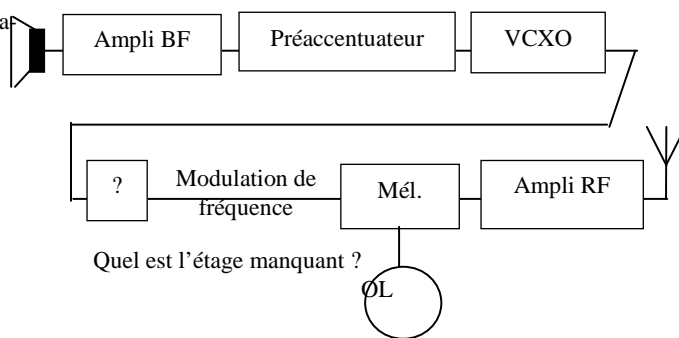 a-
Ampli BF
Préaccentuateur
VCXO
?
Modulation de
fréquence
Mél.
Ampli RF
Quel est l’étage manquant ?
OL